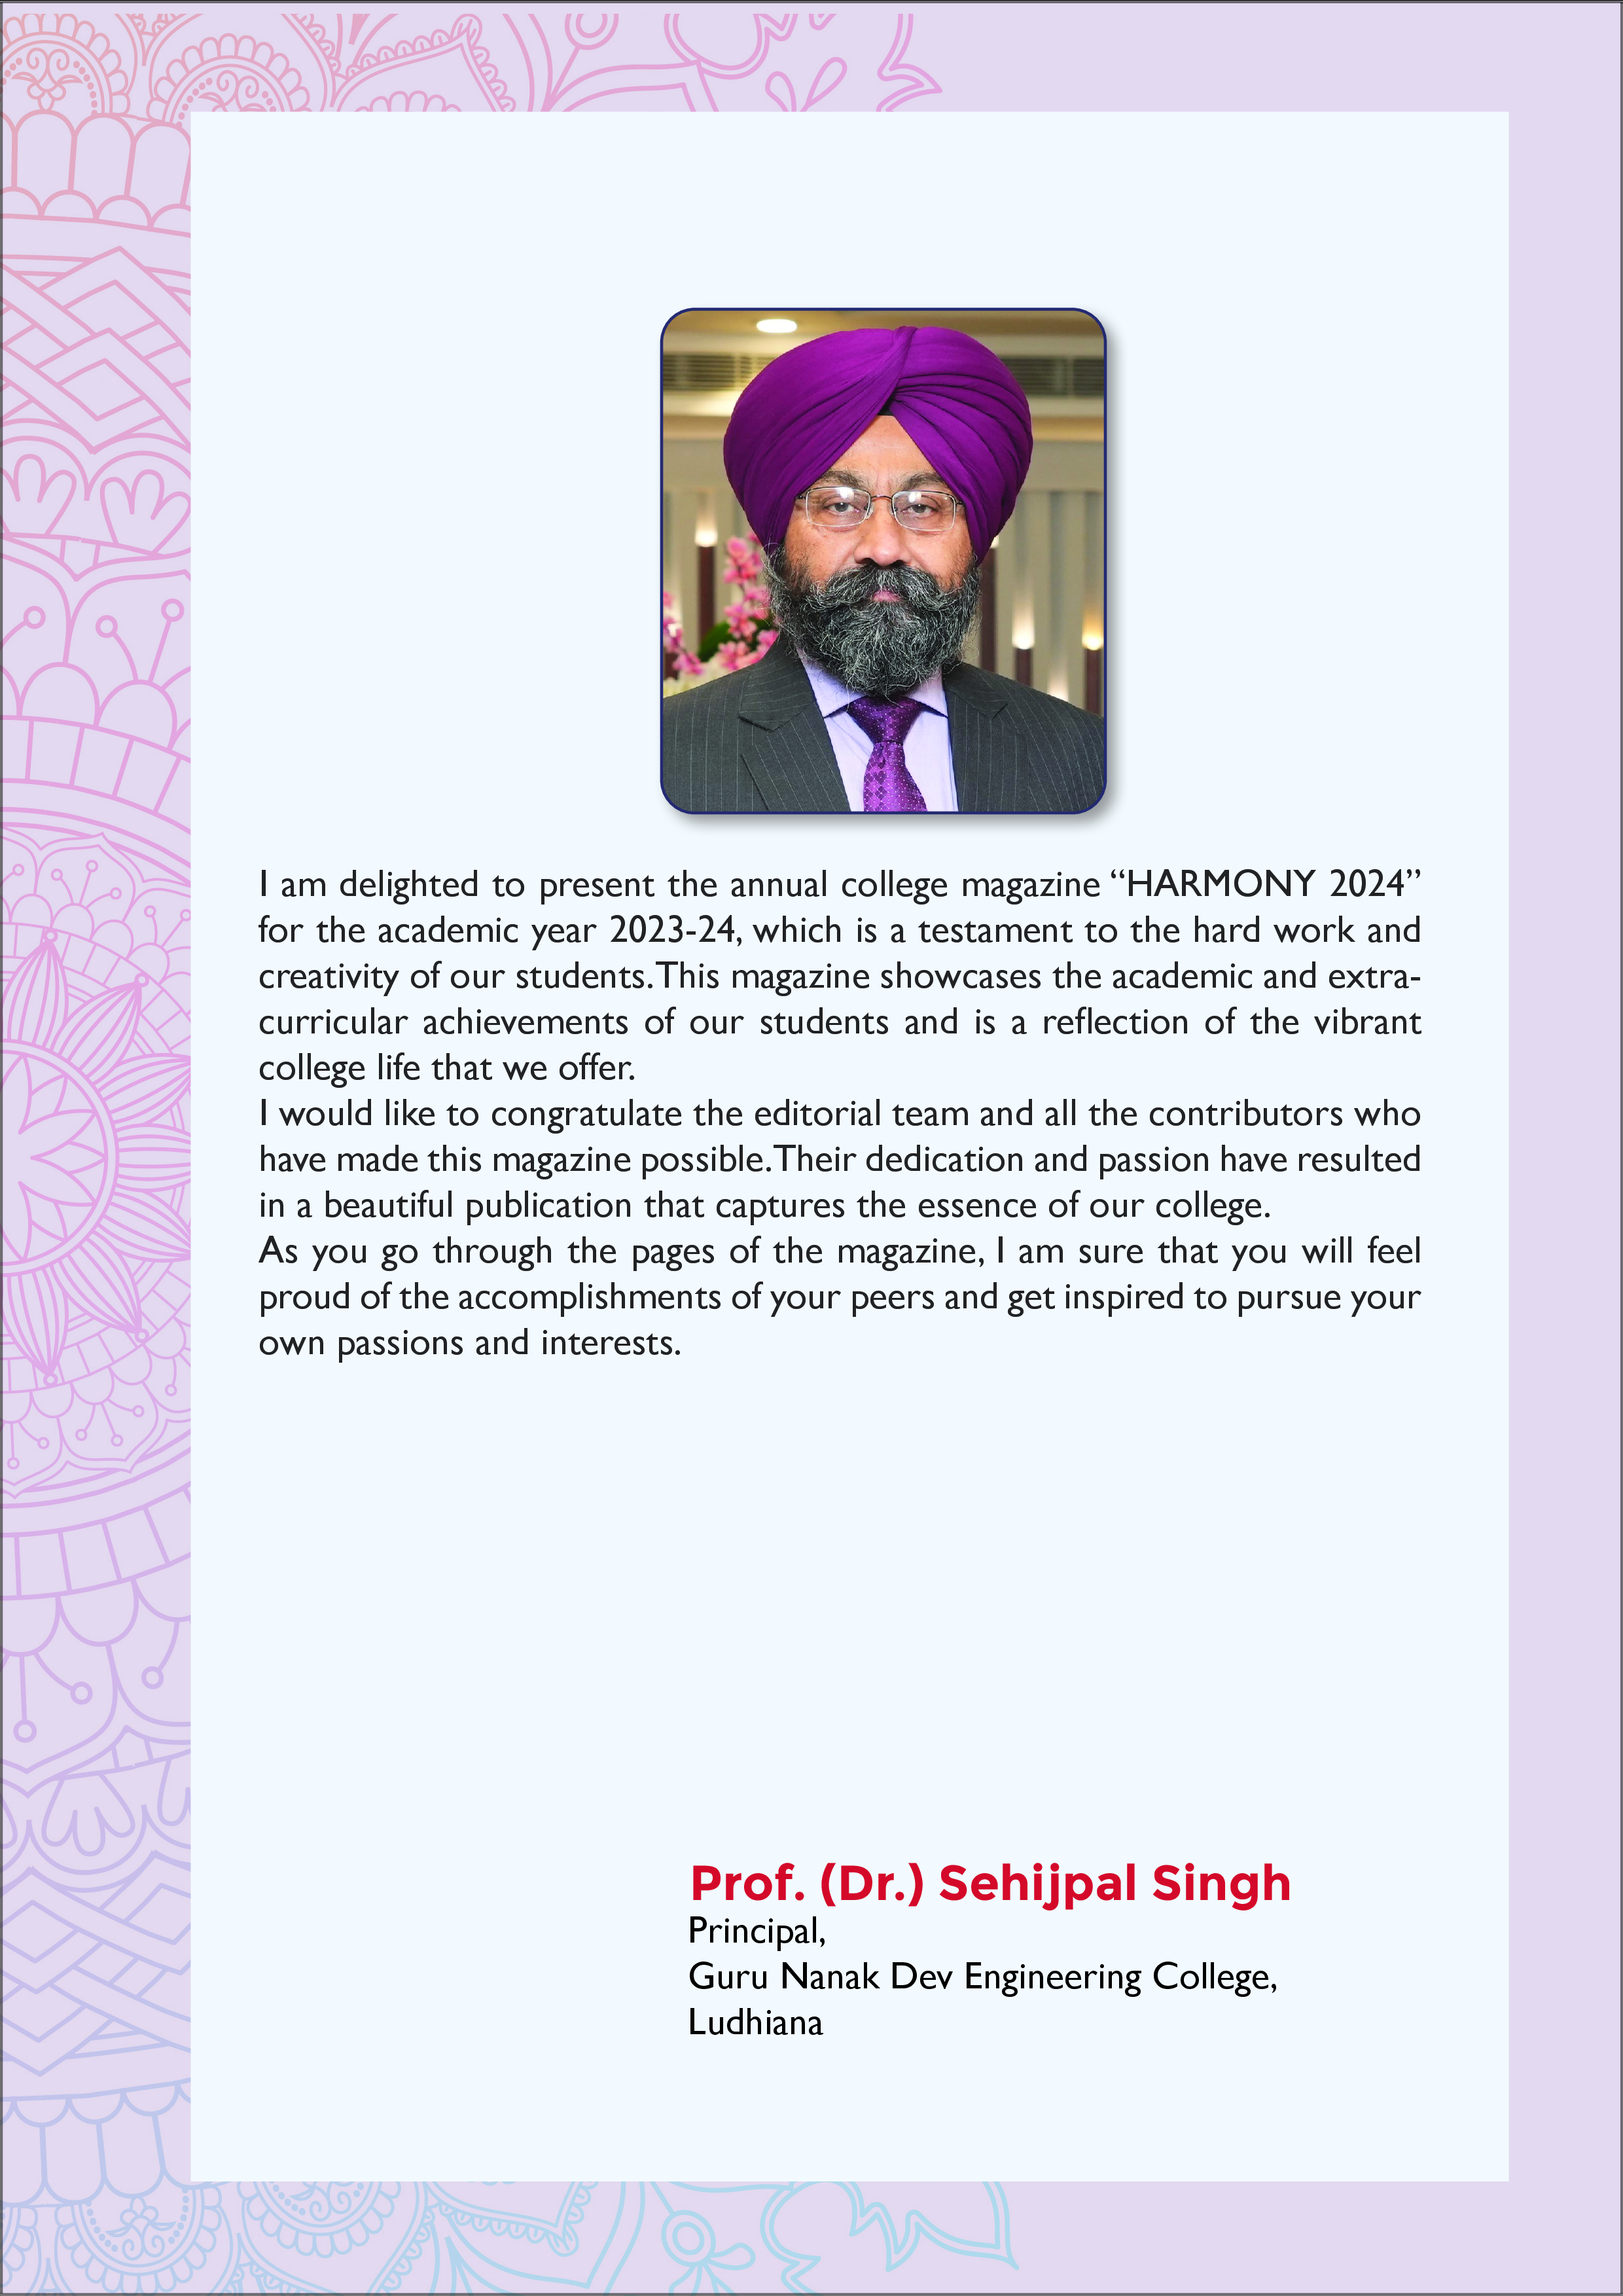 I am delighted to present the annual college magazine “HARMONY 2024”
for the academic year 2023-24, which is a testament to the hard work and
creativity of our students. This magazine showcases the academic and extra-
curricular achievements of our students and is a reflection of the vibrant
college life that we offer.
I would like to congratulate the editorial team and all the contributors who
have made this magazine possible. Their dedication and passion have resulted
in a beautiful publication that captures the essence of our college.
As you go through the pages of the magazine, I am sure that you will feel
proud of the accomplishments of your peers and get inspired to pursue your
own passions and interests.
Prof. (Dr.) Sehijpal Singh
Principal,
Guru Nanak Dev Engineering College,
Ludhiana